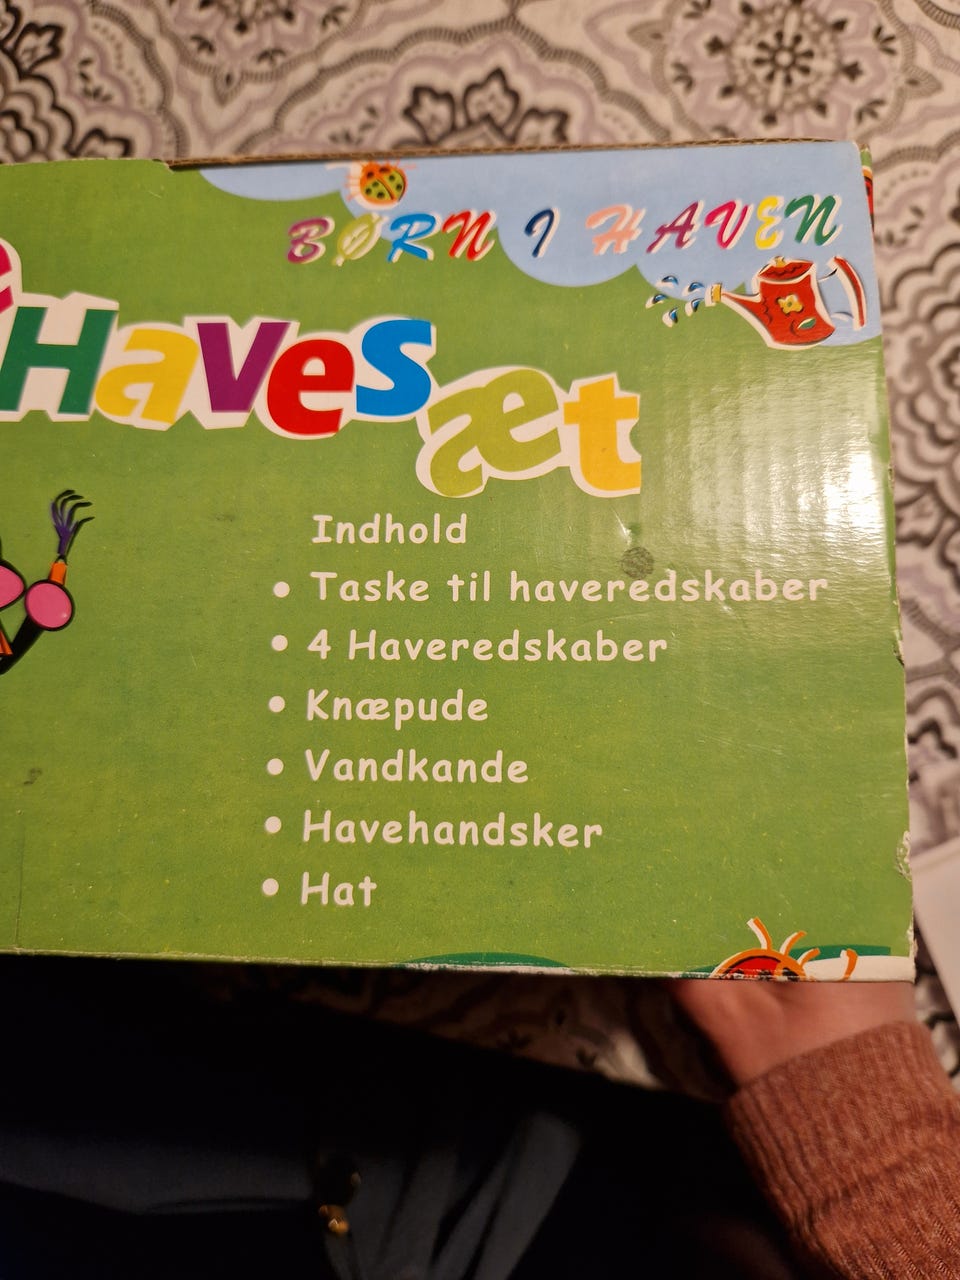 BØRN I HAVEN
Havesæt
Indhold
• Taske til haveredskaber
• 4 Haveredskaber
• Knæpude
• Vandkande
• Havehandsker
• Hat